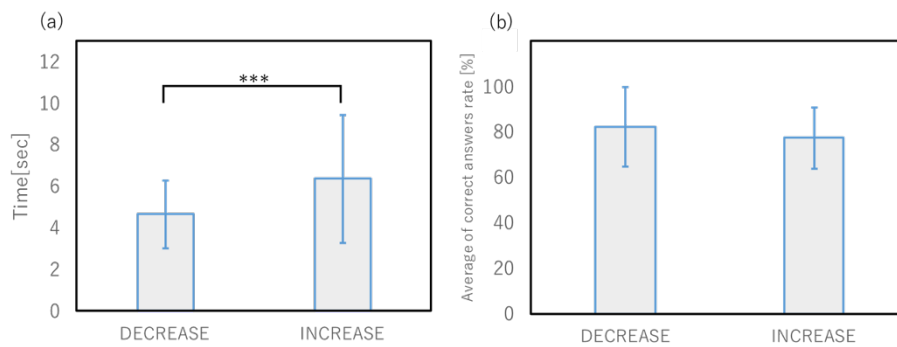 (a)
Time[sec]
12
10
8
6
4
2
0
***
DECREASE
INCREASE
(b)
Average of correct answers rate [%]
100
80
60
40
20
0
DECREASE
INCREASE